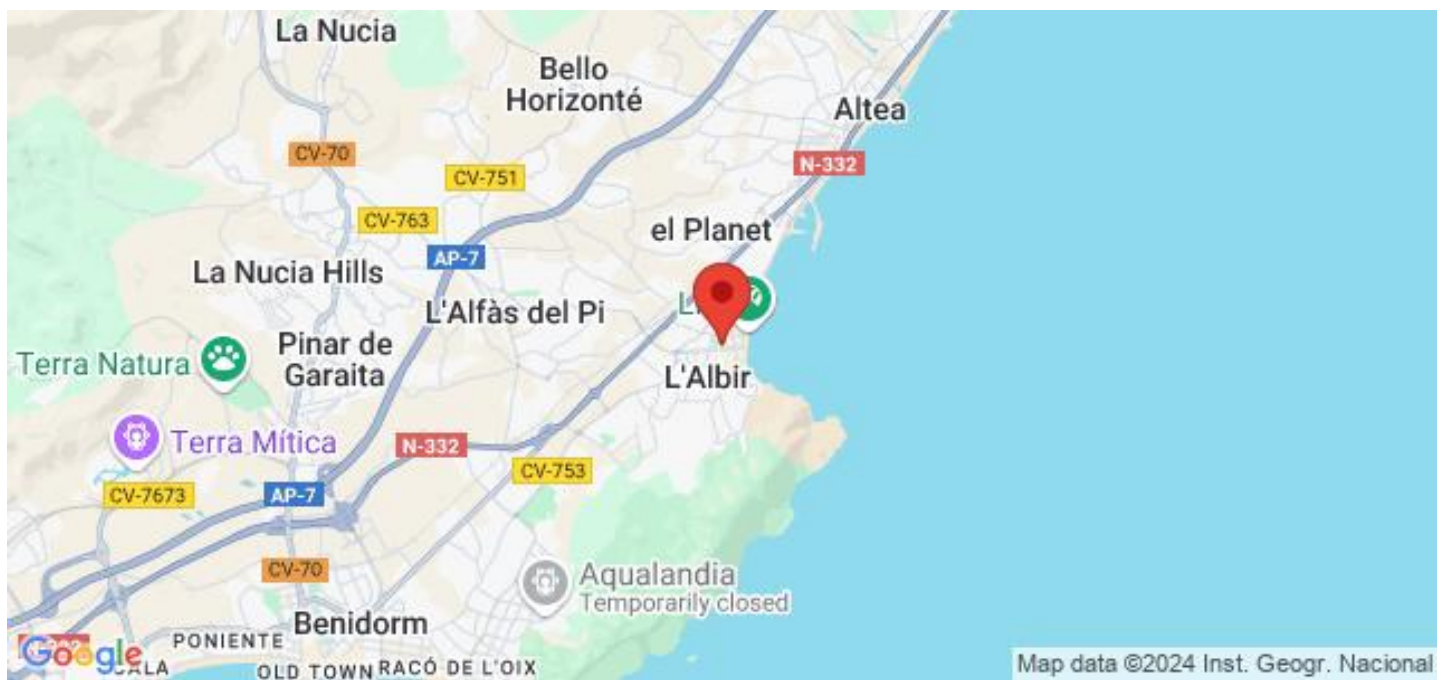 La Nucia
Bello
Horizonté
Altea
CV-70
N-332
CV-751
CV-763
el Planet
AP-7
La Nucia Hills
L'Alfàs del Pi
Pinar de
Garaita
Terra Natura
L'Albir
Terra Mítica
N-332
CV-753
CV-7673
AP-7
CV-70
Aqualandia
Temporarily closed
Benidorm
PONIENTE
Google
OLD TOWN
RACÓ DE L'OIX
Map data ©2024 Inst. Geogr. Nacional